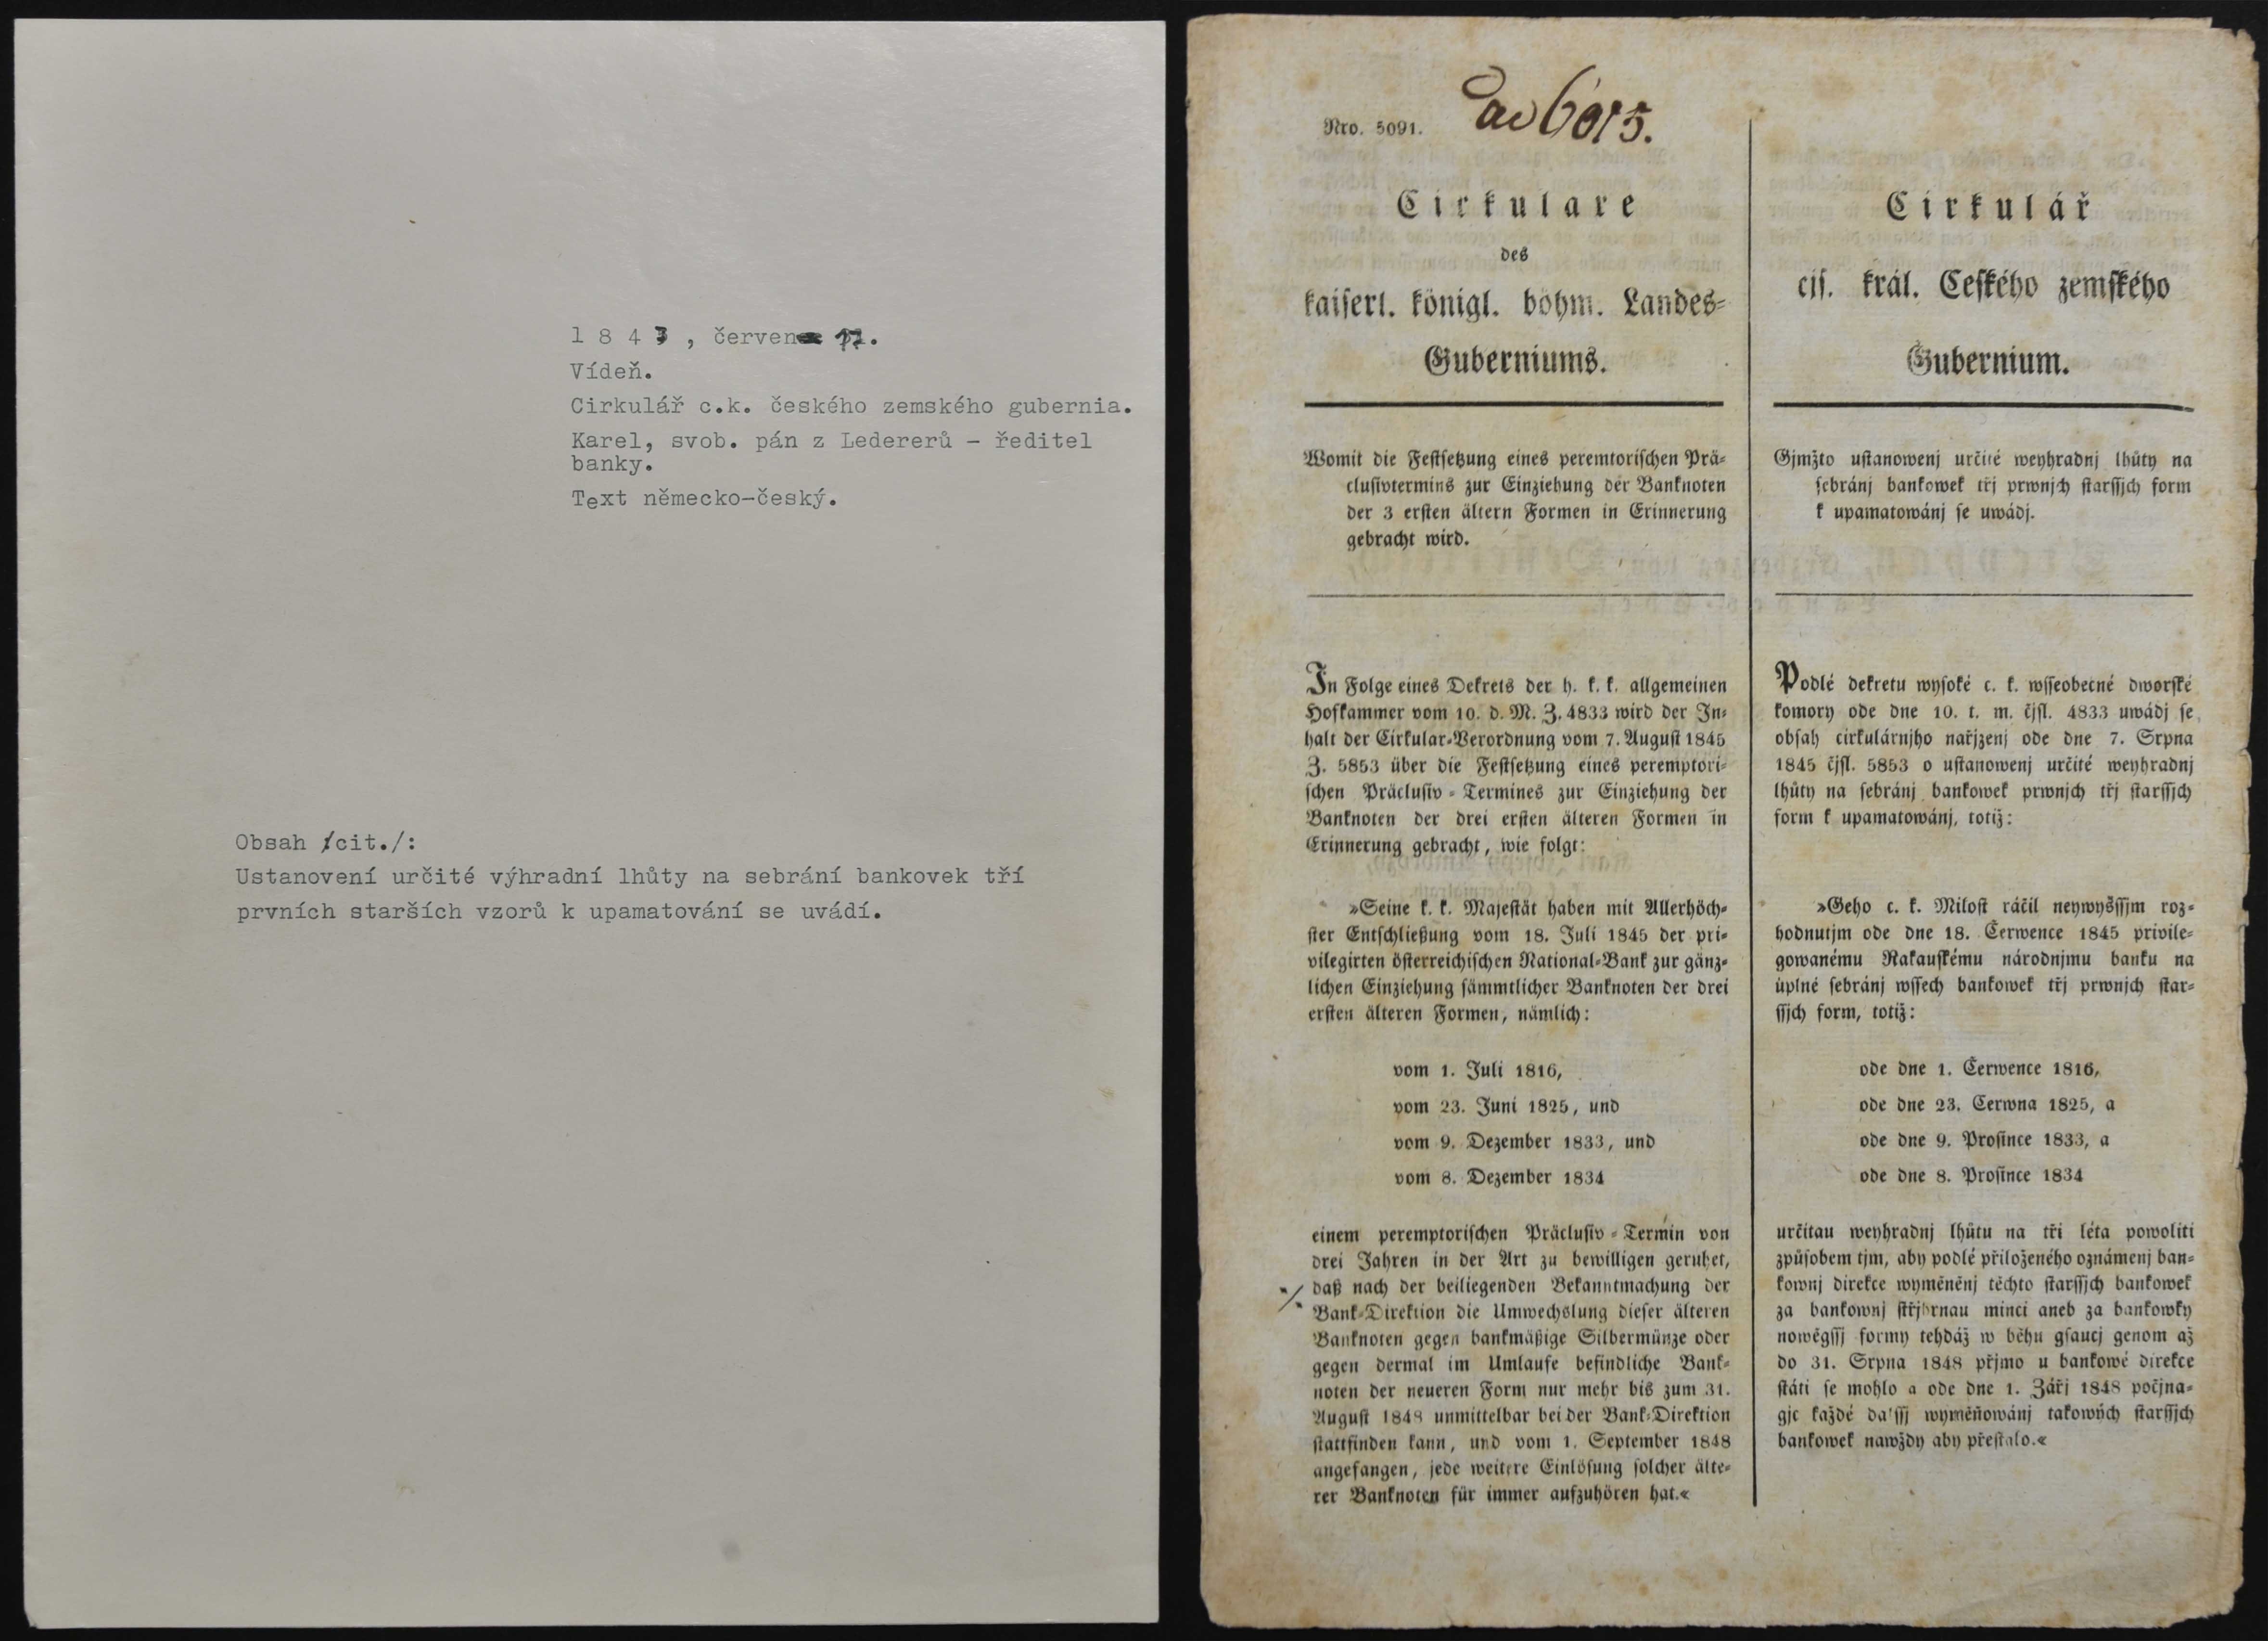 1 8 4 3 , červen 17.
Vídeň.
Cirkulář c.k. českého zemského gubernia.
Karel, svob. pán z Ledererů – ředitel
banky.
Text německo-český.
Obsah /cit./:
Ustanovení určité výhradní lhůty na sebrání bankovek tří
prvních starších vzorů k upamatování se uvádí.
Nro. 5091.
ad 6015.
Cirkulare
des
kaiserl. königl. böhm. Landes-
Guberniums.
Womit die Festsetzung eines peremtorischen Prä-
clusivtermins zur Einziehung der Banknoten
der 3 ersten ältern Formen in Erinnerung
gebracht wird.
In Folge eines Dekrets der h. k. k. allgemeinen
Hofkammer vom 10. d. M. Z. 4833 wird der In-
halt der Cirkular-Verordnung vom 7. August 1845
Z. 5853 über die Festsetzung eines peremptori-
schen Präclusiv-Termines zur Einziehung der
Banknoten der drei ersten älteren Formen in
Erinnerung gebracht, wie folgt:
»Seine k. k. Majestät haben mit Allerhöch-
ster Entschließung vom 18. Juli 1845 der pri-
vilegirten österreichischen National-Bank zur gänz-
lichen Einziehung sämmtlicher Banknoten der drei
ersten älteren Formen, nämlich:
vom 1. Juli 1816,
vom 23. Juni 1825, und
vom 9. Dezember 1833, und
vom 8. Dezember 1834
einem peremptorischen Präclusiv-Termin von
drei Jahren in der Art zu bewilligen geruhet,
./. daß nach der beiliegenden Bekanntmachung der
Bank-Direktion die Umwechslung dieser älteren
Banknoten gegen bankmäßige Silbermünze oder
gegen dermal im Umlaufe befindliche Bank-
noten der neueren Form nur mehr bis zum 31.
August 1848 unmittelbar bei der Bank-Direktion
stattfinden kann, und vom 1. September 1848
angefangen, jede weitere Einlösung solcher älte-
rer Banknoten für immer aufzuhören hat.«
Cirkulář
cjs. král. Českého zemského
Gubernium.
Gjmžto ustanowenj určité weyhradnj lhůty na
sebránj bankowek třj prwnjch starssjch form
k upamatowánj se uwádj.
Podlé dekretu wysoké c. k. wsseobecné dworské
komory ode dne 10. t. m. čjsl. 4833 uwádj se,
obsah cirkulárnjho nařjzenj ode dne 7. Srpna
1845 čjsl. 5853 o ustanowenj určité weyhradnj
lhůty na sebránj bankowek prwnjch třj starssjch
form k upamatowánj, totiž:
»Geho c. k. Milost ráčil neywyšssjm roz-
hodnutjm ode dne 18. Čerwence 1845 privile-
gowanému Rakauskému národnjmu banku na
úplné sebránj wssech bankowek třj prwnjch star-
ssjch form, totiž:
ode dne 1. Čerwence 1816,
ode dne 23. Čerwna 1825, a
ode dne 9. Prosince 1833, a
ode dne 8. Prosince 1834
určitau weyhradnj lhůtu na tři léta powoliti
způsobem tjm, aby podlé přiloženého oznámenj ban-
kownj direkce wyměněnj těchto starssjch bankowek
za bankownj střjbrnau minci aneb za bankowky
nowěgssj formy tehdáž w běhu gsaucj genom až
do 31. Srpna 1848 přjmo u bankowé direkce
státi se mohlo a ode dne 1. Zářj 1848 počjna-
gjc každé dalssj wyměňowánj takowých starssjch
bankowek nawždy aby přestalo.«